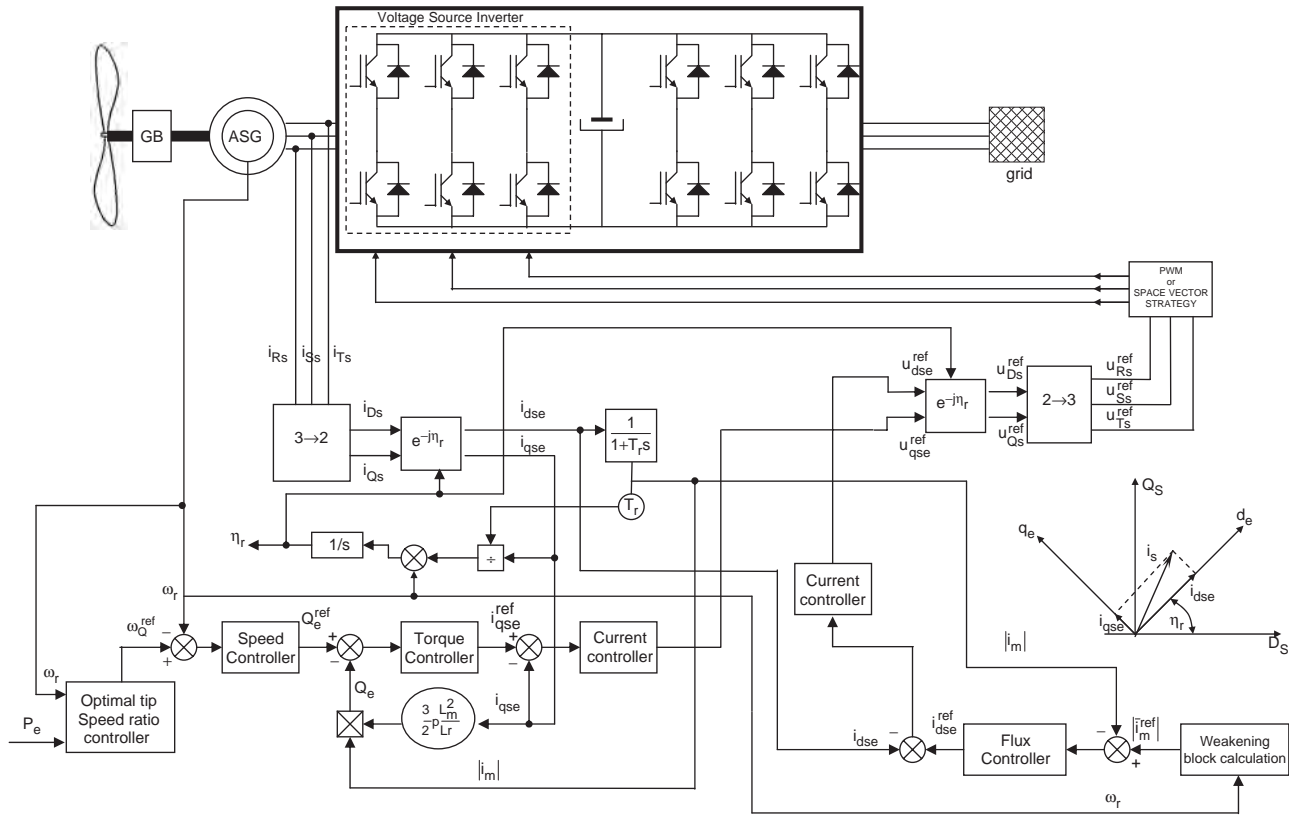 Voltage Source Inverter
GB
ASG
grid
PWM
or
SPACE VECTOR
STRATEGY
i_Rs
i_Ss
i_Ts
u_dse^ref
u_Ds^ref
u_Rs^ref
3→2
i_Ds
e^-jη_r
i_dse
1
1+T_rs
e^-jη_r
2→3
u_Ss^ref
i_Qs
i_qse
u_qse^ref
u_Qs^ref
u_Ts^ref
T_r
Q_S
q_e
d_e
i_s
i_dse
i_qse
η_r
D_S
η_r
1/s
÷
Current
controller
ω_r
ω_Q^ref
−
+
Speed
Controller
Q_e^ref
+
−
Torque
Controller
i_qse^ref
+
−
Current
controller
|i_m|
ω_r
P_e
Optimal tip
Speed ratio
controller
Q_e
3
2
p
L_m^2
Lr
i_qse
|i_m|
i_dse
−
i_dse^ref
Flux
Controller
−
+
|i_m^ref|
Weakening
block calculation
ω_r